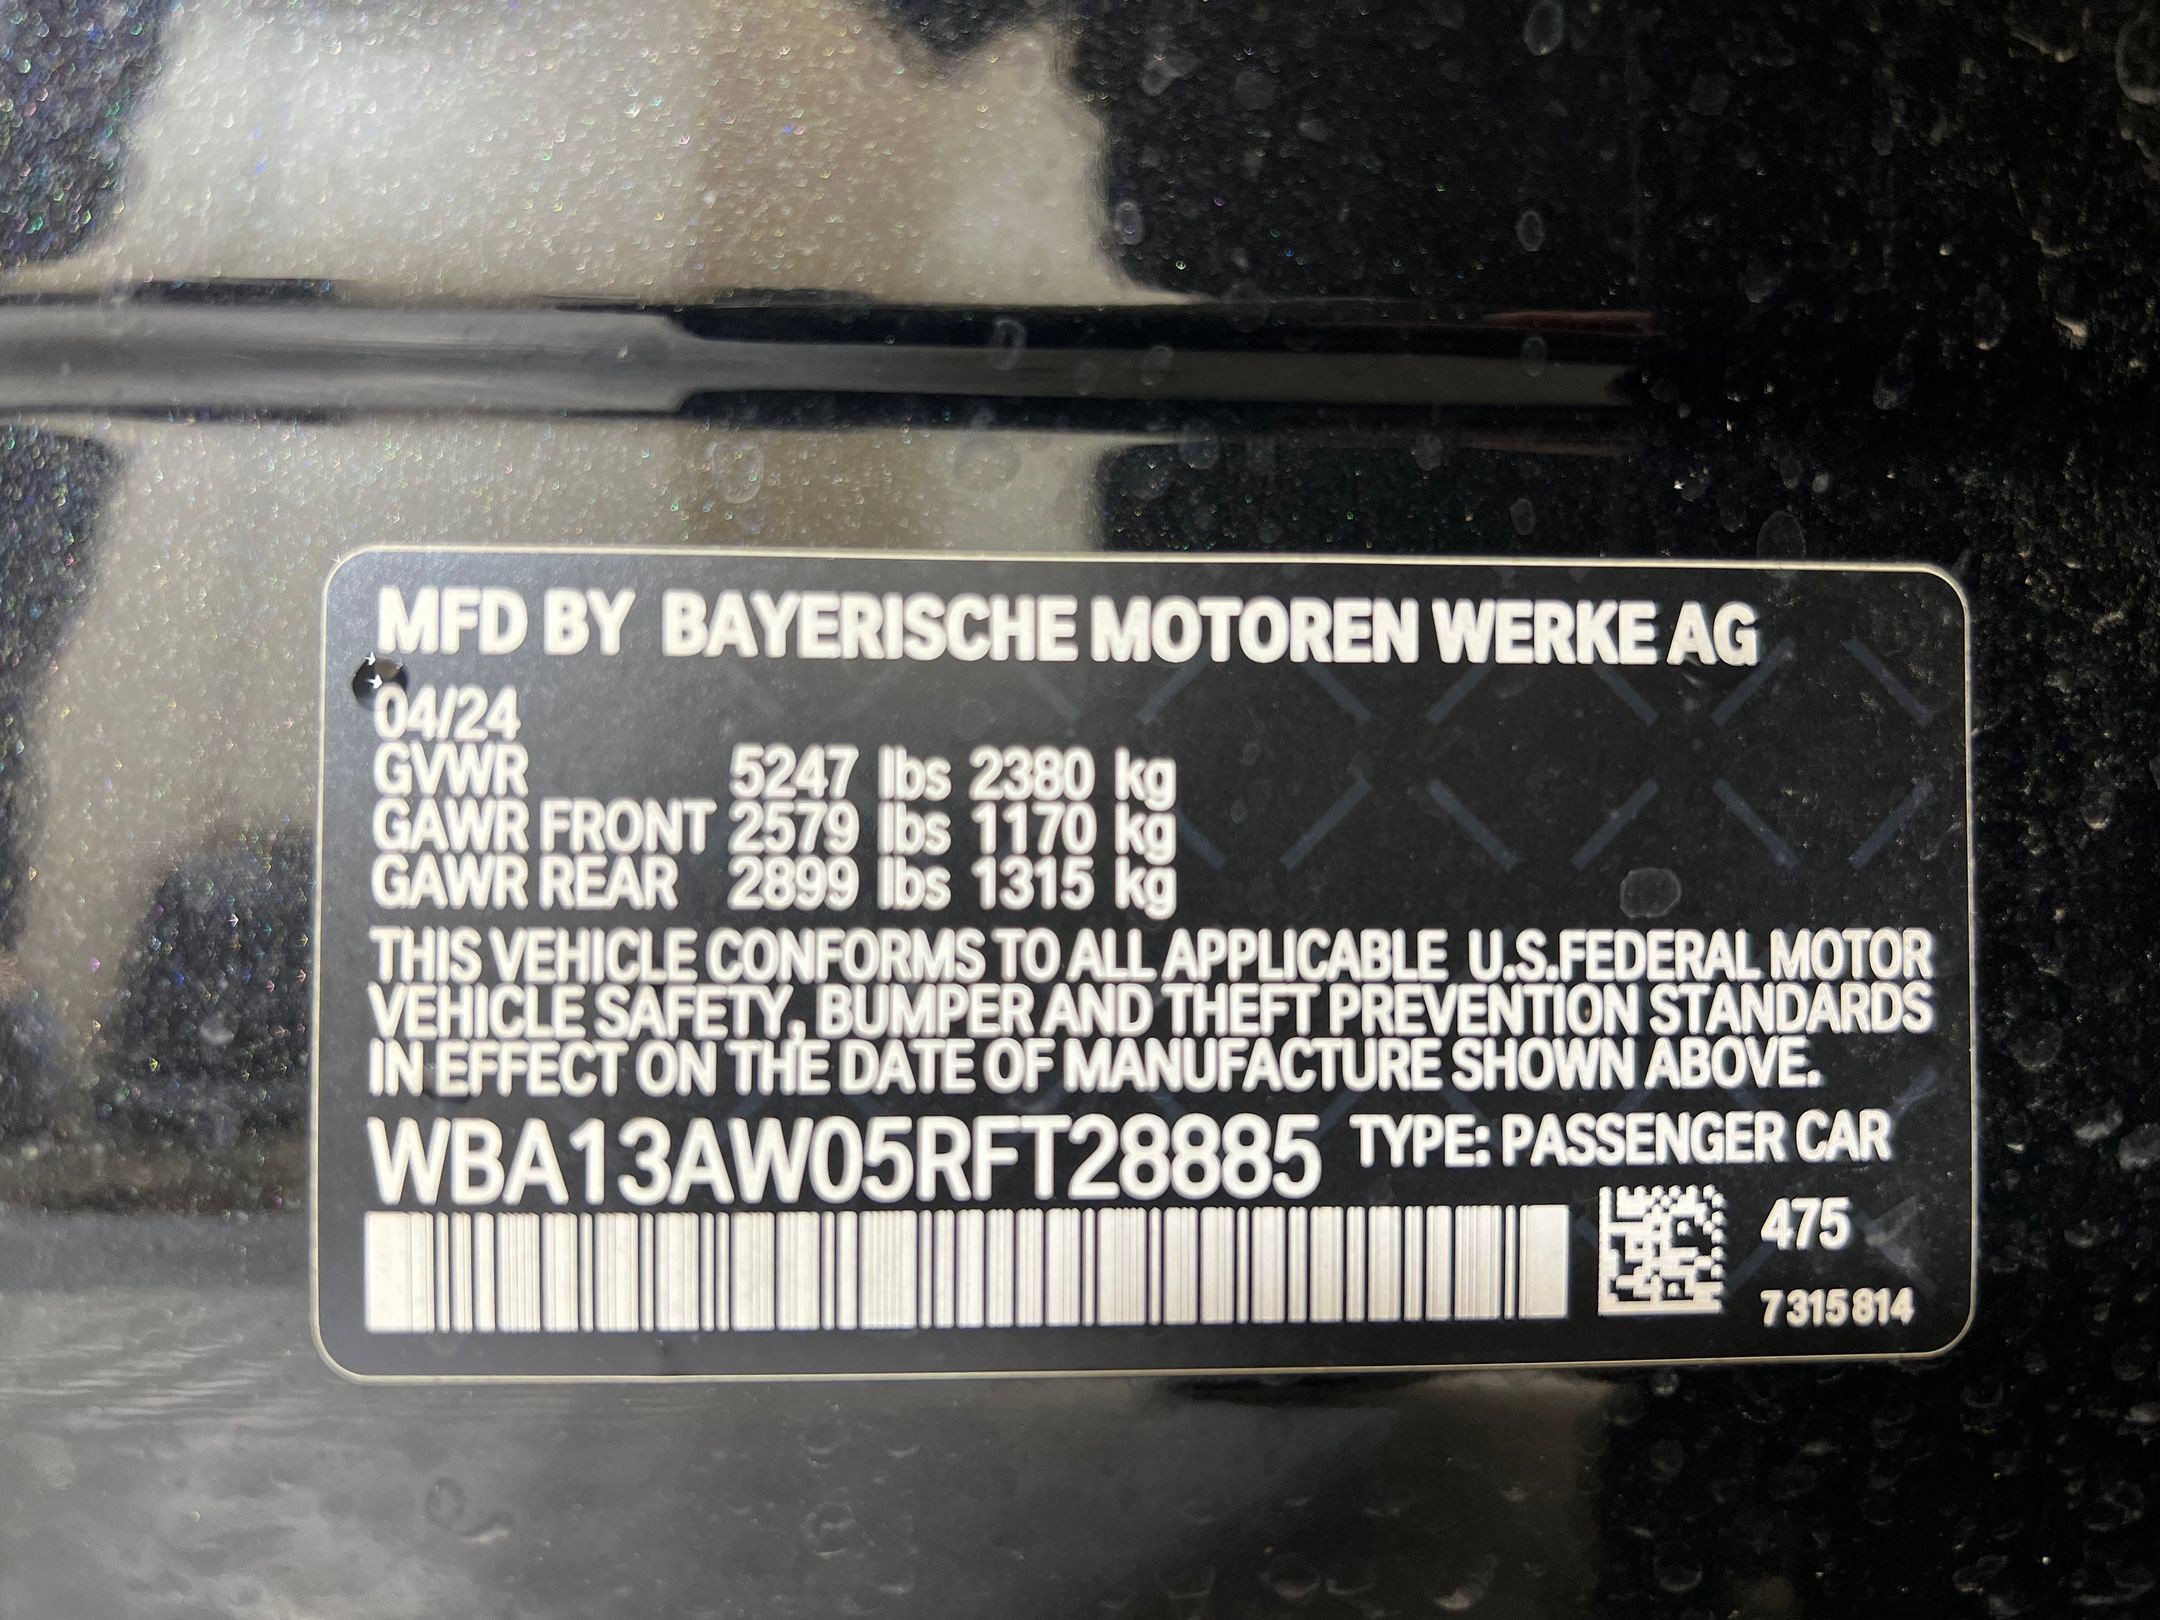 MFD BY BAYERISCHE MOTOREN WERKE AG
04/24
GVWR 5247 lbs 2380 kg
GAWR FRONT 2579 lbs 1170 kg
GAWR REAR 2899 lbs 1315 kg
THIS VEHICLE CONFORMS TO ALL APPLICABLE U.S.FEDERAL MOTOR
VEHICLE SAFETY, BUMPER AND THEFT PREVENTION STANDARDS
IN EFFECT ON THE DATE OF MANUFACTURE SHOWN ABOVE.
WBA13AW05RFT28885 TYPE: PASSENGER CAR
475
7 315 814